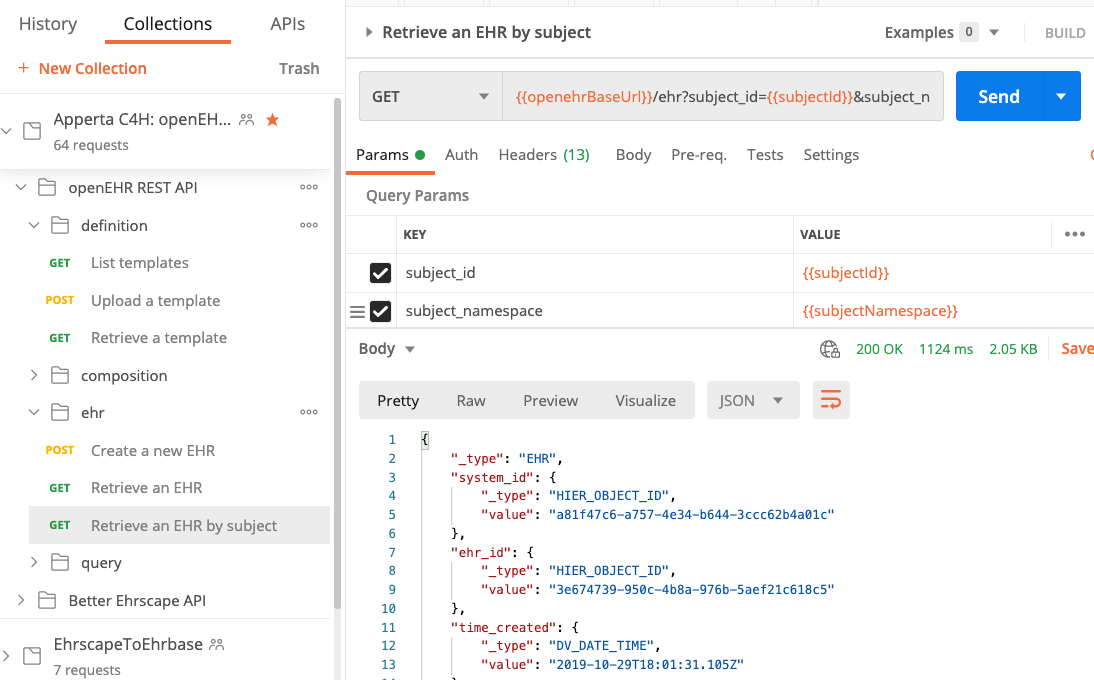 History Collections APIs
+ New Collection Trash
Apperta C4H: openEH...
64 requests
openEHR REST API
definition
GET List templates
POST Upload a template
GET Retrieve a template
composition
ehr
POST Create a new EHR
GET Retrieve an EHR
GET Retrieve an EHR by subject
query
Better Ehrscape API
EhrscapeToEhrbase
7 requests
Retrieve an EHR by subject Examples 0 BUILD
GET {{openehrBaseUrl}}/ehr?subject_id={{subjectId}}&subject_n Send
Params Auth Headers (13) Body Pre-req. Tests Settings
Query Params
KEY VALUE
subject_id {{subjectId}}
subject_namespace {{subjectNamespace}}
Body 200 OK 1124 ms 2.05 KB Save
Pretty Raw Preview Visualize JSON
1 {
2 "_type": "EHR",
3 "system_id": {
4 "_type": "HIER_OBJECT_ID",
5 "value": "a81f47c6-a757-4e34-b644-3ccc62b4a01c"
6 },
7 "ehr_id": {
8 "_type": "HIER_OBJECT_ID",
9 "value": "3e674739-950c-4b8a-976b-5aef21c618c5"
10 },
11 "time_created": {
12 "_type": "DV_DATE_TIME",
13 "value": "2019-10-29T18:01:31.105Z"